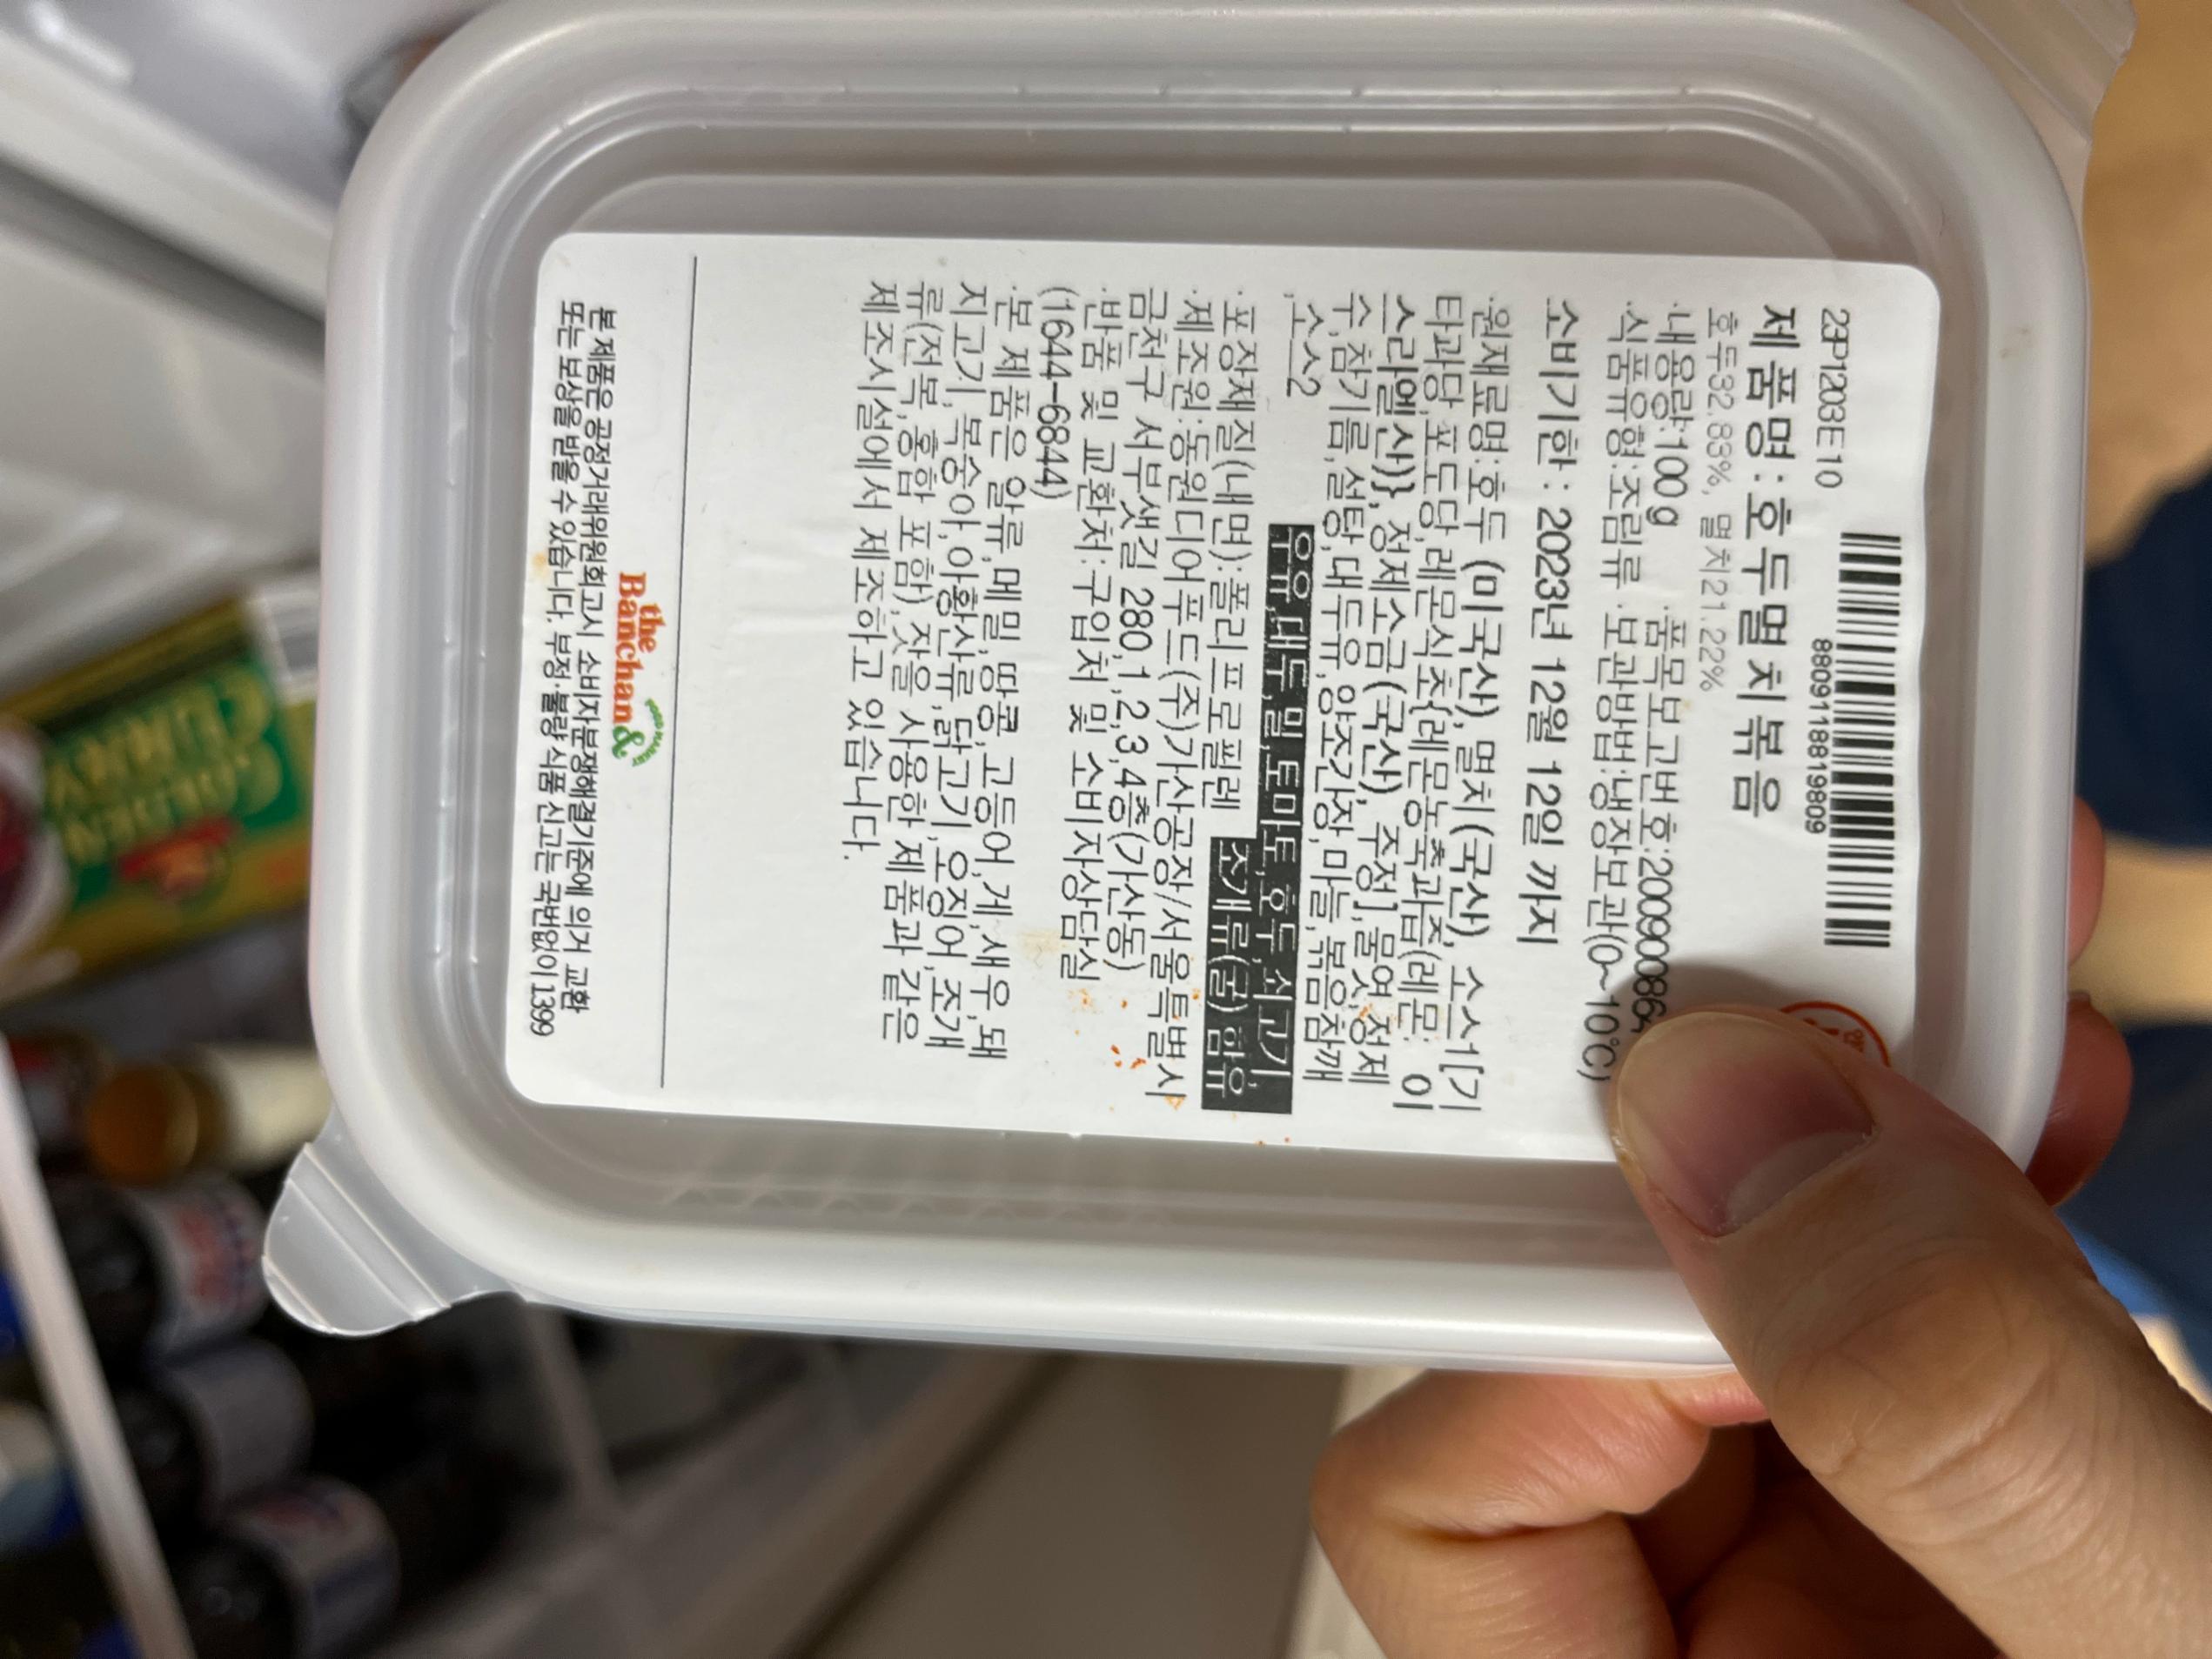 23P1203E10
8809118819809
제품명:호두멸치볶음
호두32.83%, 멸치21.22%
·내용량:100 g ·품목보고번호:2009000864
·식품유형:조림류 ·보관방법:냉장보관(0~10℃)
소비기한 : 2023년 12월 12일 까지
·원재료명:호두 (미국산), 멸치(국산), 소스1[기
타과당,포도당,레몬식초{레몬농축과즙(레몬: 이
스라엘산)}, 정제소금(국산), 주정],물엿,정제
수,참기름,설탕,대두유,양조간장,마늘,볶음참깨
,소스2
우유,대두,밀,토마토,호두,쇠고기,
조개류(굴) 함유
·포장재질(내면):폴리프로필렌
·제조원:동원디어푸드(주)가산공장/서울특별시
금천구 서부샛길 280,1,2,3,4층(가산동)
·반품 및 교환처:구입처 및 소비자상담실
(1644-6844)
·본 제품은 알류,메밀,땅콩,고등어,게,새우,돼
지고기,복숭아,아황산류,닭고기,오징어,조개
류(전복,홍합 포함),잣을 사용한 제품과 같은
제조시설에서 제조하고 있습니다.
the
Banchan&
FOOD MARKET
본 제품은 공정거래위원회고시 소비자분쟁해결기준에 의거 교환
또는 보상을 받을 수 있습니다. 부정·불량식품 신고는 국번없이 1399
GOLDEN
CURRY